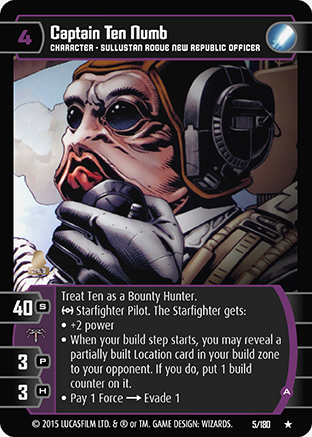 4
Captain Ten Numb
CHARACTER - SULLUSTAN ROGUE NEW REPUBLIC OFFICER
40 S
3 P
3 H
Treat Ten as a Bounty Hunter.
Starfighter Pilot. The Starfighter gets:
• +2 power
• When your build step starts, you may reveal a
partially built Location card in your build zone
to your opponent. If you do, put 1 build
counter on it.
• Pay 1 Force → Evade 1
A
© 2015 LUCASFILM LTD. & ® or TM. GAME DESIGN: WIZARDS.
5/180